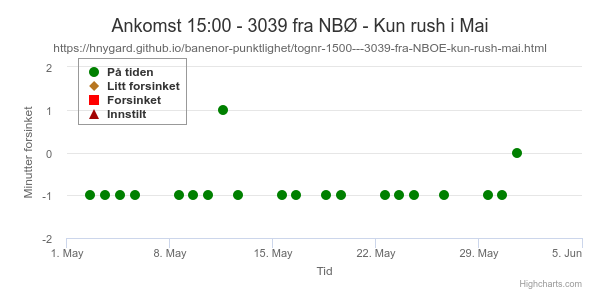 Ankomst 15:00 - 3039 fra NBØ - Kun rush i Mai
https://hnygard.github.io/banenor-punktlighet/tognr-1500---3039-fra-NBOE-kun-rush-mai.html
På tiden
Litt forsinket
Forsinket
Innstilt
Minutter forsinket
2
1
0
-1
-2
1. May
8. May
15. May
22. May
29. May
5. Jun
Tid
Highcharts.com